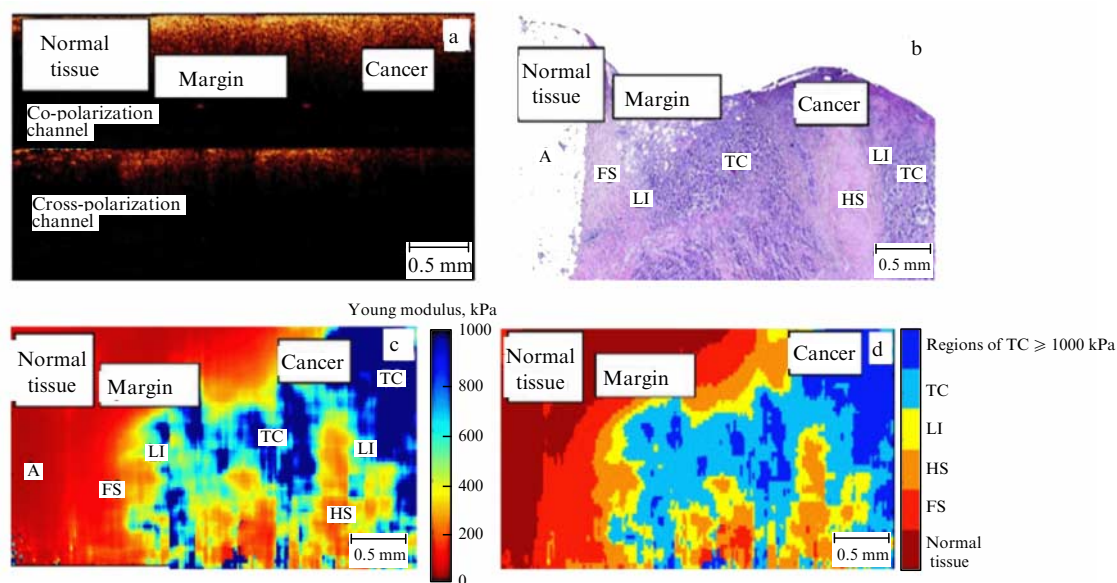 a
Normal
tissue
Margin
Cancer
Co-polarization
channel
Cross-polarization
channel
0.5 mm
b
Normal
tissue
Margin
Cancer
A
FS
LI
TC
HS
LI
TC
0.5 mm
Young modulus, kPa
c
Normal
tissue
Margin
Cancer
TC
LI
TC
LI
A
FS
HS
0.5 mm
1000
800
600
400
200
0
d
Normal
tissue
Margin
Cancer
0.5 mm
Regions of TC ⩾ 1000 kPa
TC
LI
HS
FS
Normal
tissue